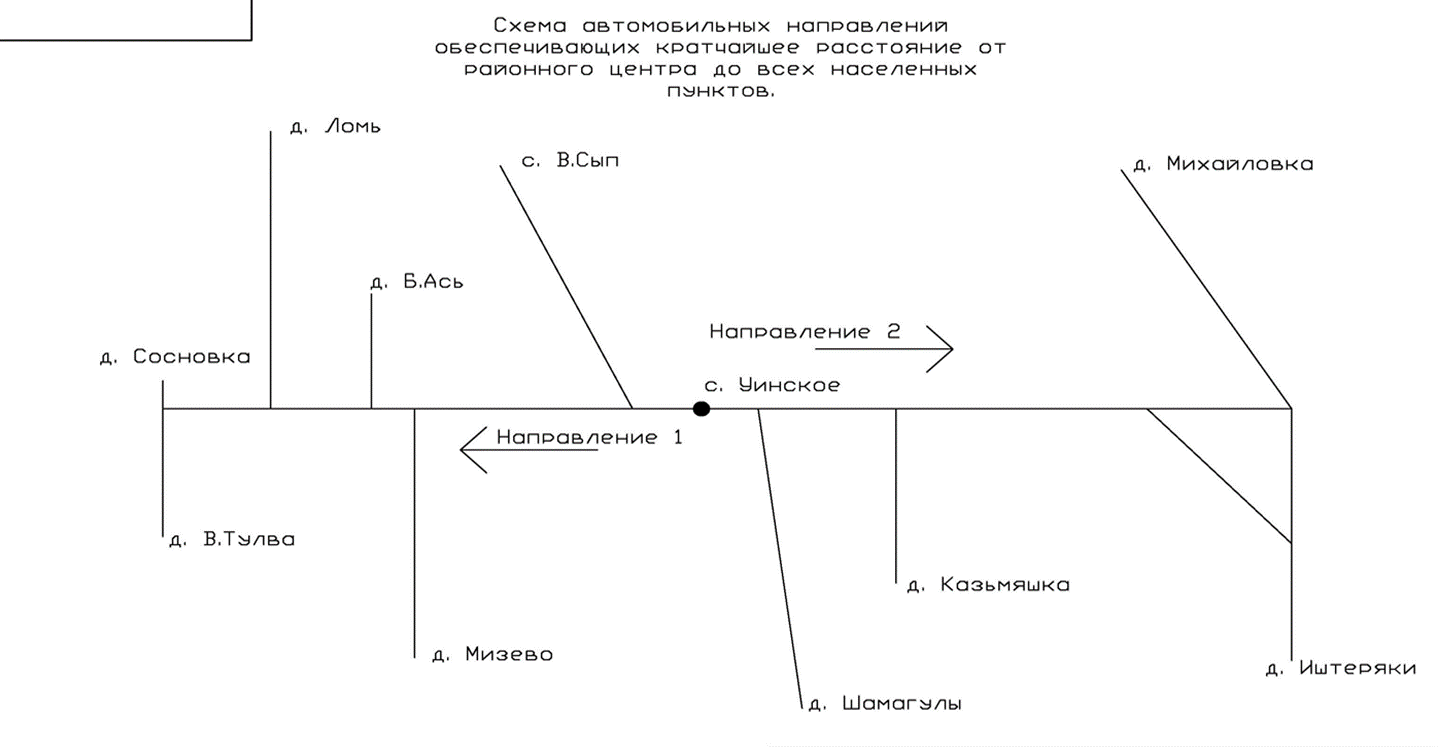 Схема автомобильных направлений
обеспечивающих кратчайшее расстояние от
районного центра до всех населенных
пунктов.
д. Ломь
с. В.Сып
д. Михайловка
д. Б.Ась
Направление 2
д. Сосновка
с. Уинское
Направление 1
д. В.Тулва
д. Казьмяшка
д. Мизево
д. Иштеряки
д. Шамагулы